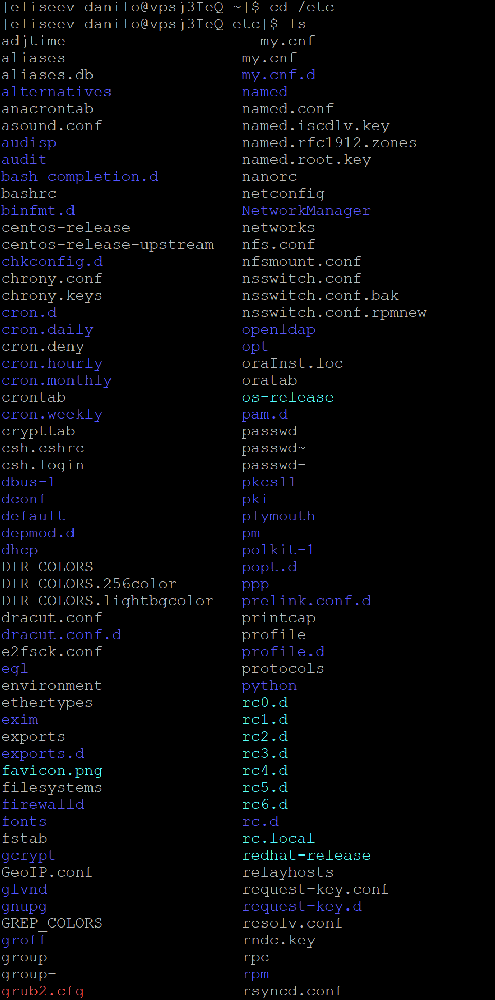 [eliseev_danilo@vpsj3IeQ ~]$ cd /etc
[eliseev_danilo@vpsj3IeQ etc]$ ls
adjtime __my.cnf
aliases my.cnf
aliases.db my.cnf.d
alternatives named
anacrontab named.conf
asound.conf named.iscdlv.key
audisp named.rfc1912.zones
audit named.root.key
bash_completion.d nanorc
bashrc netconfig
binfmt.d NetworkManager
centos-release networks
centos-release-upstream nfs.conf
chkconfig.d nfsmount.conf
chrony.conf nsswitch.conf
chrony.keys nsswitch.conf.bak
cron.d nsswitch.conf.rpmnew
cron.daily openldap
cron.deny opt
cron.hourly oraInst.loc
cron.monthly oratab
crontab os-release
cron.weekly pam.d
crypttab passwd
csh.cshrc passwd~
csh.login passwd-
dbus-1 pkcs11
dconf pki
default plymouth
depmod.d pm
dhcp polkit-1
DIR_COLORS popt.d
DIR_COLORS.256color ppp
DIR_COLORS.lightbgcolor prelink.conf.d
dracut.conf printcap
dracut.conf.d profile
e2fsck.conf profile.d
egl protocols
environment python
ethertypes rc0.d
exim rc1.d
exports rc2.d
exports.d rc3.d
favicon.png rc4.d
filesystems rc5.d
firewalld rc6.d
fonts rc.d
fstab rc.local
gcrypt redhat-release
GeoIP.conf relayhosts
glvnd request-key.conf
gnupg request-key.d
GREP_COLORS resolv.conf
groff rndc.key
group rpc
group- rpm
grub2.cfg rsyncd.conf